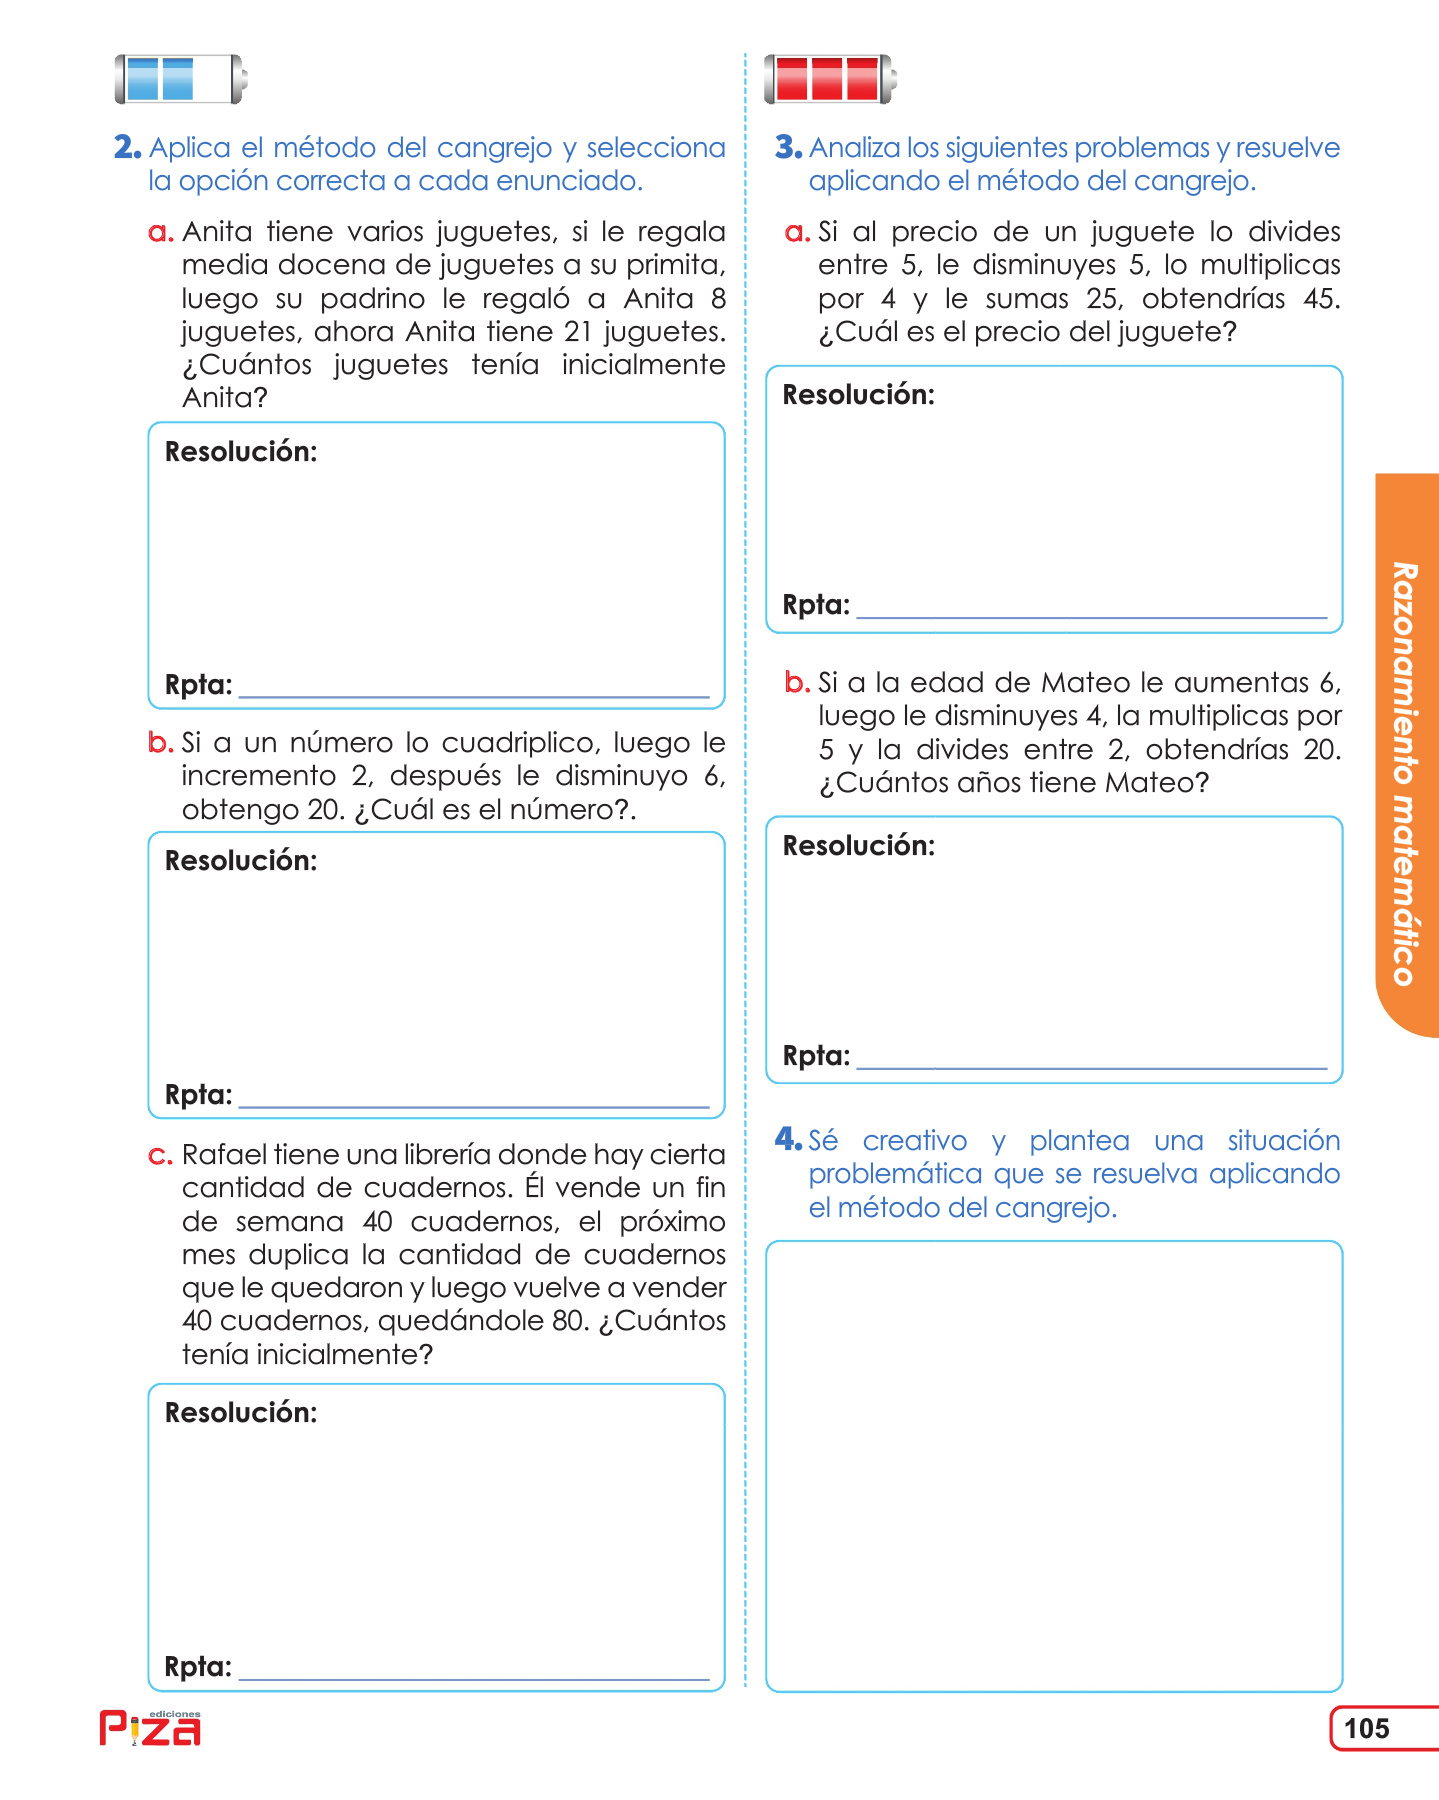 2. Aplica el método del cangrejo y selecciona
la opción correcta a cada enunciado.
a. Anita tiene varios juguetes, si le regala
media docena de juguetes a su primita,
luego su padrino le regaló a Anita 8
juguetes, ahora Anita tiene 21 juguetes.
¿Cuántos juguetes tenía inicialmente
Anita?
Resolución:
Rpta:
b. Si a un número lo cuadriplico, luego le
incremento 2, después le disminuyo 6,
obtengo 20. ¿Cuál es el número?.
Resolución:
Rpta:
c. Rafael tiene una librería donde hay cierta
cantidad de cuadernos. Él vende un fin
de semana 40 cuadernos, el próximo
mes duplica la cantidad de cuadernos
que le quedaron y luego vuelve a vender
40 cuadernos, quedándole 80. ¿Cuántos
tenía inicialmente?
Resolución:
Rpta:
3. Analiza los siguientes problemas y resuelve
aplicando el método del cangrejo.
a. Si al precio de un juguete lo divides
entre 5, le disminuyes 5, lo multiplicas
por 4 y le sumas 25, obtendrías 45.
¿Cuál es el precio del juguete?
Resolución:
Rpta:
b. Si a la edad de Mateo le aumentas 6,
luego le disminuyes 4, la multiplicas por
5 y la divides entre 2, obtendrías 20.
¿Cuántos años tiene Mateo?
Resolución:
Rpta:
4. Sé creativo y plantea una situación
problemática que se resuelva aplicando
el método del cangrejo.
Razonamiento matemático
ediciones
Piza
105